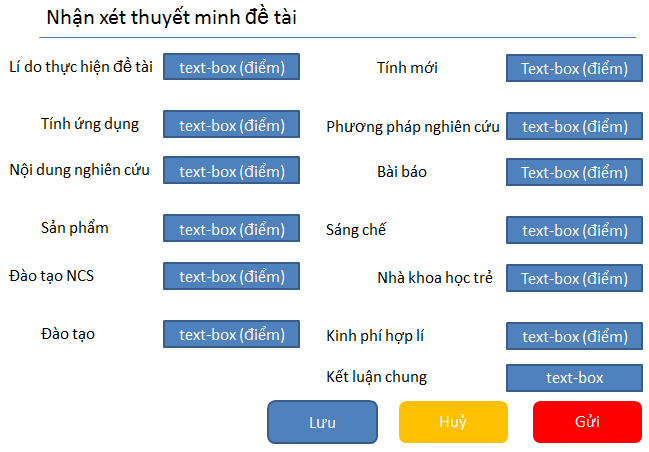 Nhận xét thuyết minh đề tài
Lí do thực hiện đề tài text-box (điểm) Tính mới Text-box (điểm)
Tính ứng dụng text-box (điểm) Phương pháp nghiên cứu text-box (điểm)
Nội dung nghiên cứu text-box (điểm) Bài báo Text-box (điểm)
Sản phẩm text-box (điểm) Sáng chế text-box (điểm)
Đào tạo NCS text-box (điểm) Nhà khoa học trẻ Text-box (điểm)
Đào tạo text-box (điểm) Kinh phí hợp lí text-box (điểm)
Kết luận chung text-box
Lưu Huỷ Gửi